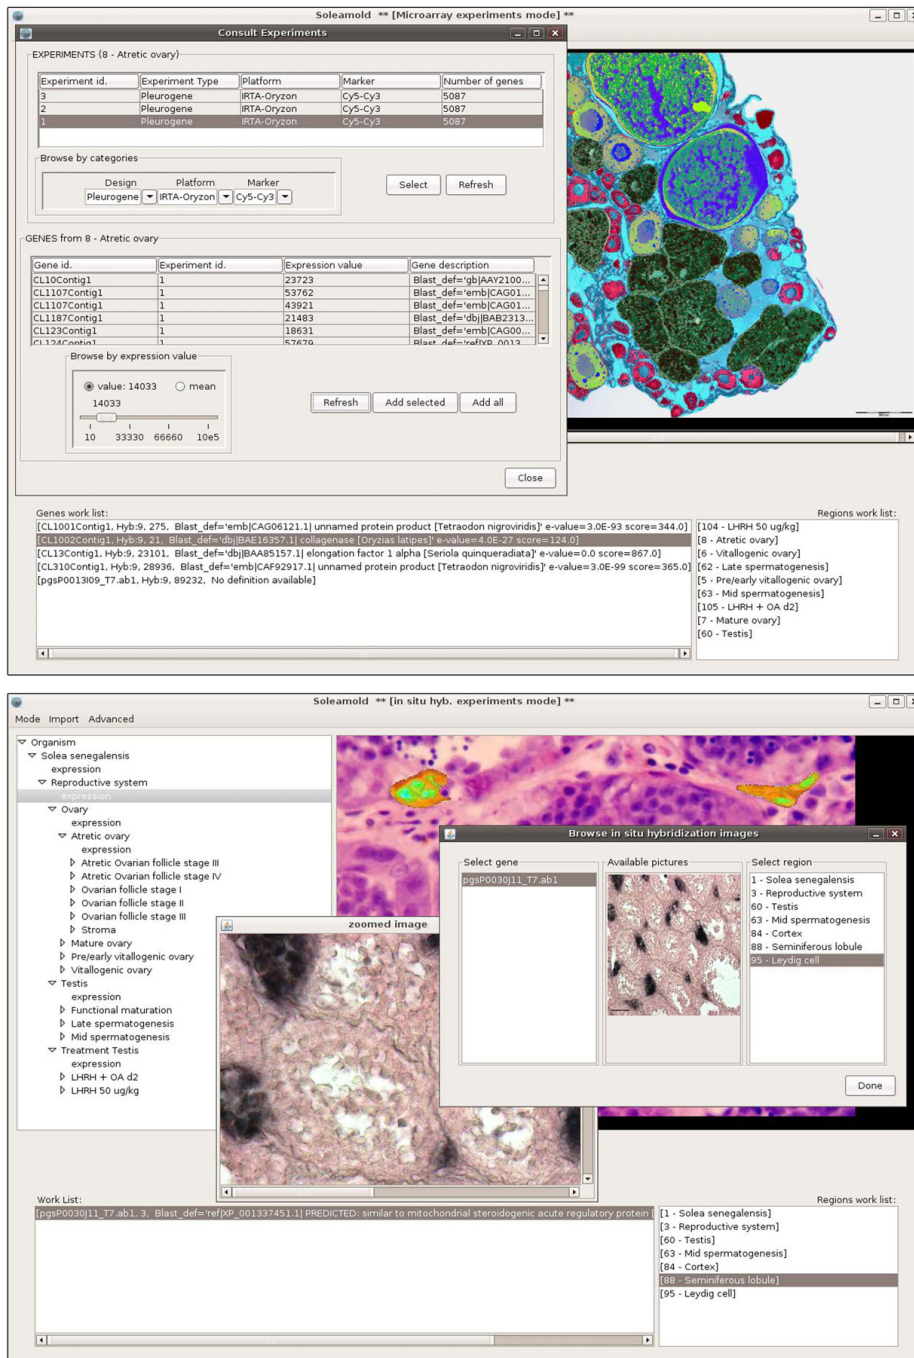 Soleamold ** [Microarray experiments mode] **
Consult Experiments
EXPERIMENTS (8 - Atretic ovary)
Experiment id. Experiment Type Platform Marker Number of genes
3 Pleurogene IRTA-Oryzon Cy5-Cy3 5087
2 Pleurogene IRTA-Oryzon Cy5-Cy3 5087
1 Pleurogene IRTA-Oryzon Cy5-Cy3 5087
Browse by categories
Design Platform Marker
Pleurogene IRTA-Oryzon Cy5-Cy3
Select Refresh
GENES from 8 - Atretic ovary
Gene id. Experiment id. Expression value Gene description
CL10Contig1 1 23723 Blast_def='gb|AAY2100...
CL1107Contig1 1 53762 Blast_def='emb|CAG01...
CL1107Contig1 1 43921 Blast_def='emb|CAG01...
CL1187Contig1 1 21483 Blast_def='dbj|BAB2313...
CL123Contig1 1 18631 Blast_def='emb|CAG00...
CL124Contig1 1 57679 Blast_def='ref|XP_0013...
Browse by expression value
value: 14033 mean
14033
10 33330 66660 10e5
Refresh Add selected Add all
Close
Genes work list:
[CL1001Contig1, Hyb:9, 275, Blast_def='emb|CAG06121.1| unnamed protein product [Tetraodon nigroviridis]' e-value=3.0E-93 score=344.0]
[CL1002Contig1, Hyb:9, 21, Blast_def='dbj|BAE16357.1| collagenase [Oryzias latipes]' e-value=4.0E-27 score=124.0]
[CL13Contig1, Hyb:9, 23101, Blast_def='dbj|BAA85157.1| elongation factor 1 alpha [Seriola quinqueradiata]' e-value=0.0 score=867.0]
[CL310Contig1, Hyb:9, 28936, Blast_def='emb|CAF92917.1| unnamed protein product [Tetraodon nigroviridis]' e-value=3.0E-99 score=365.0]
[pgsP0013I09_T7.ab1, Hyb:9, 89232, No definition available]
Regions work list:
[104 - LHRH 50 ug/kg]
[8 - Atretic ovary]
[6 - Vitallogenic ovary]
[62 - Late spermatogenesis]
[5 - Pre/early vitallogenic ovary]
[63 - Mid spermatogenesis]
[105 - LHRH + OA d2]
[7 - Mature ovary]
[60 - Testis]
Soleamold ** [in situ hyb. experiments mode] **
Mode Import Advanced
Organism
Solea senegalensis
expression
Reproductive system
expression
Ovary
expression
Atretic ovary
expression
Atretic Ovarian follicle stage III
Atretic Ovarian follicle stage IV
Ovarian follicle stage I
Ovarian follicle stage II
Ovarian follicle stage III
Stroma
Mature ovary
Pre/early vitallogenic ovary
Vitallogenic ovary
Testis
expression
Functional maturation
Late spermatogenesis
Mid spermatogenesis
Treatment Testis
expression
LHRH + OA d2
LHRH 50 ug/kg
Browse in situ hybridization images
Select gene
pgsP0030J11_T7.ab1
Available pictures
Select region
1 - Solea senegalensis
3 - Reproductive system
60 - Testis
63 - Mid spermatogenesis
84 - Cortex
88 - Seminiferous lobule
95 - Leydig cell
Done
zoomed image
Work List:
[pgsP0030J11_T7.ab1, 3, Blast_def='ref|XP_001337451.1| PREDICTED: similar to mitochondrial steroidogenic acute regulatory protein [
Regions work list:
[1 - Solea senegalensis]
[3 - Reproductive system]
[60 - Testis]
[63 - Mid spermatogenesis]
[84 - Cortex]
[88 - Seminiferous lobule]
[95 - Leydig cell]